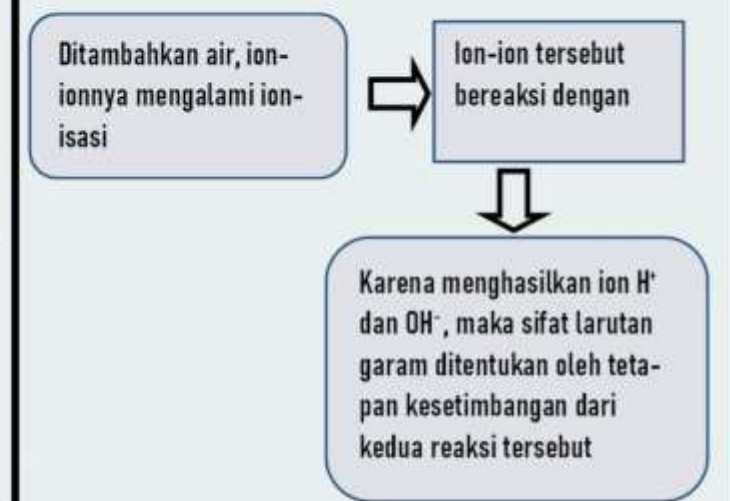 Ditambahkan air, ion-
ionnya mengalami ion-
isasi
Ion-ion tersebut
bereaksi dengan
Karena menghasilkan ion H⁺
dan OH⁻, maka sifat larutan
garam ditentukan oleh teta-
pan kesetimbangan dari
kedua reaksi tersebut